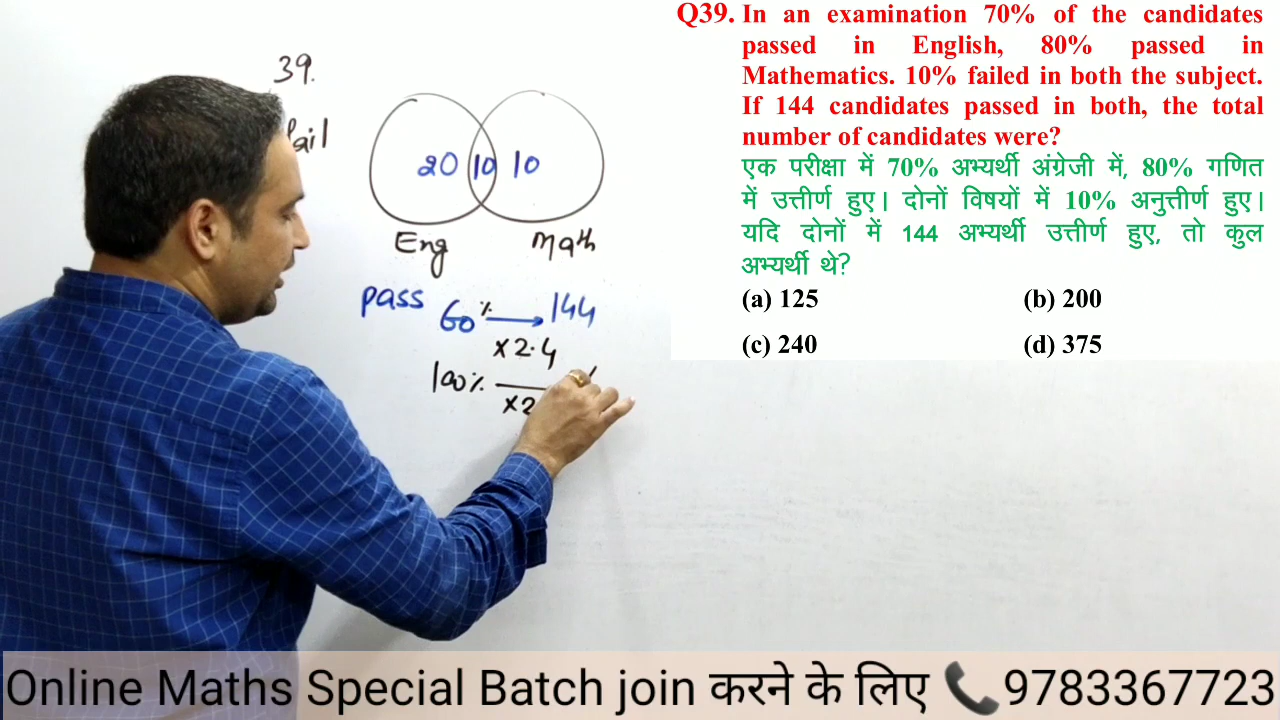 39.
fail
20 10 10
Eng Math
pass 60% 144
×2.4
100%
×2
Q39. In an examination 70% of the candidates
passed in English, 80% passed in
Mathematics. 10% failed in both the subject.
If 144 candidates passed in both, the total
number of candidates were?
एक परीक्षा में 70% अभ्यर्थी अंग्रेजी में, 80% गणित
में उत्तीर्ण हुए। दोनों विषयों में 10% अनुत्तीर्ण हुए।
यदि दोनों में 144 अभ्यर्थी उत्तीर्ण हुए, तो कुल
अभ्यर्थी थे?
(a) 125 (b) 200
(c) 240 (d) 375
Online Maths Special Batch join करने के लिए 📞9783367723